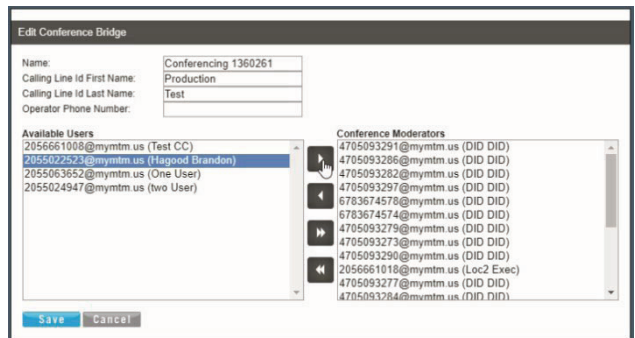 Edit Conference Bridge
Name: Conferencing 1360261
Calling Line Id First Name: Production
Calling Line Id Last Name: Test
Operator Phone Number:
Available Users
2056661008@mymtm.us (Test CC)
2055022523@mymtm.us (Hagood Brandon)
2055063652@mymtm.us (One User)
2055024947@mymtm.us (two User)
Conference Moderators
4705093291@mymtm.us (DID DID)
4705093286@mymtm.us (DID DID)
4705093282@mymtm.us (DID DID)
4705093297@mymtm.us (DID DID)
6783674578@mymtm.us (DID DID)
6783674574@mymtm.us (DID DID)
4705093279@mymtm.us (DID DID)
4705093273@mymtm.us (DID DID)
4705093290@mymtm.us (DID DID)
2056661018@mymtm.us (Loc2 Exec)
4705093277@mymtm.us (DID DID)
4705093284@mymtm.us (DID DID)
Save Cancel